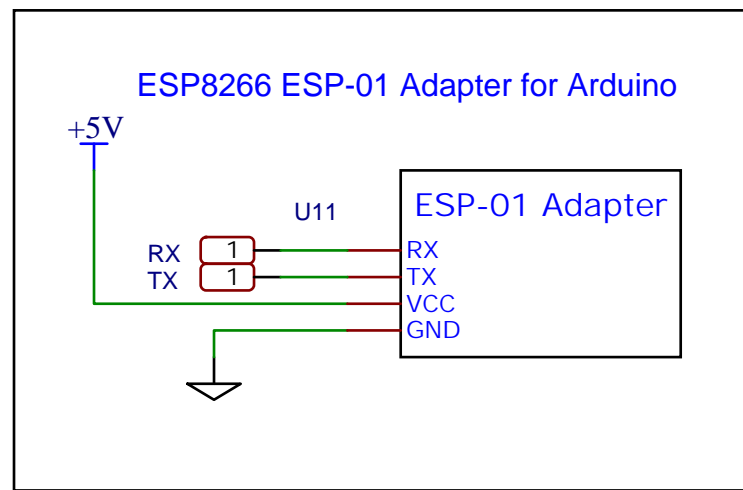 ESP8266 ESP-01 Adapter for Arduino
+5V
U11
ESP-01 Adapter
RX 1 RX
TX 1 TX
VCC
GND